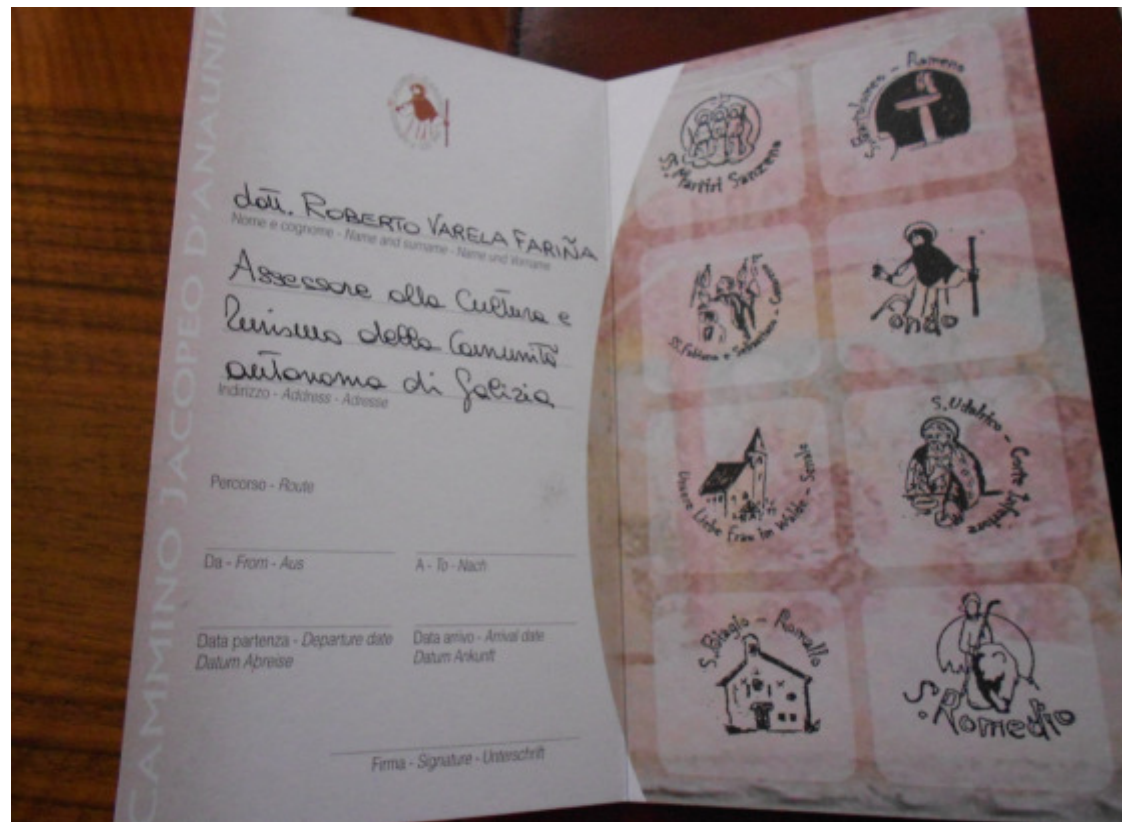 CAMMINO JACOPEO D'ANAUNIA
dott. ROBERTO VARELA FARIÑA
Nome e cognome - Name and surname - Name und Vorname
Assessore alla Cultura e
Turismo della Comunità
autonoma di Galizia
Indirizzo - Address - Adresse
Percorso - Route
Da - From - Aus
A - To - Nach
Data partenza - Departure date
Datum Abreise
Data arrivo - Arrival date
Datum Ankunft
Firma - Signature - Unterschrift
SS. Martiri Sanzeno
S. Bartolomeo - Romeno
SS. Fabiano e Sebastiano -
Fondo
Unsere Liebe Frau im Walde - Senale
S. Udalrico - Corte Inferiore
S. Biagio - Romallo
S. Romedio